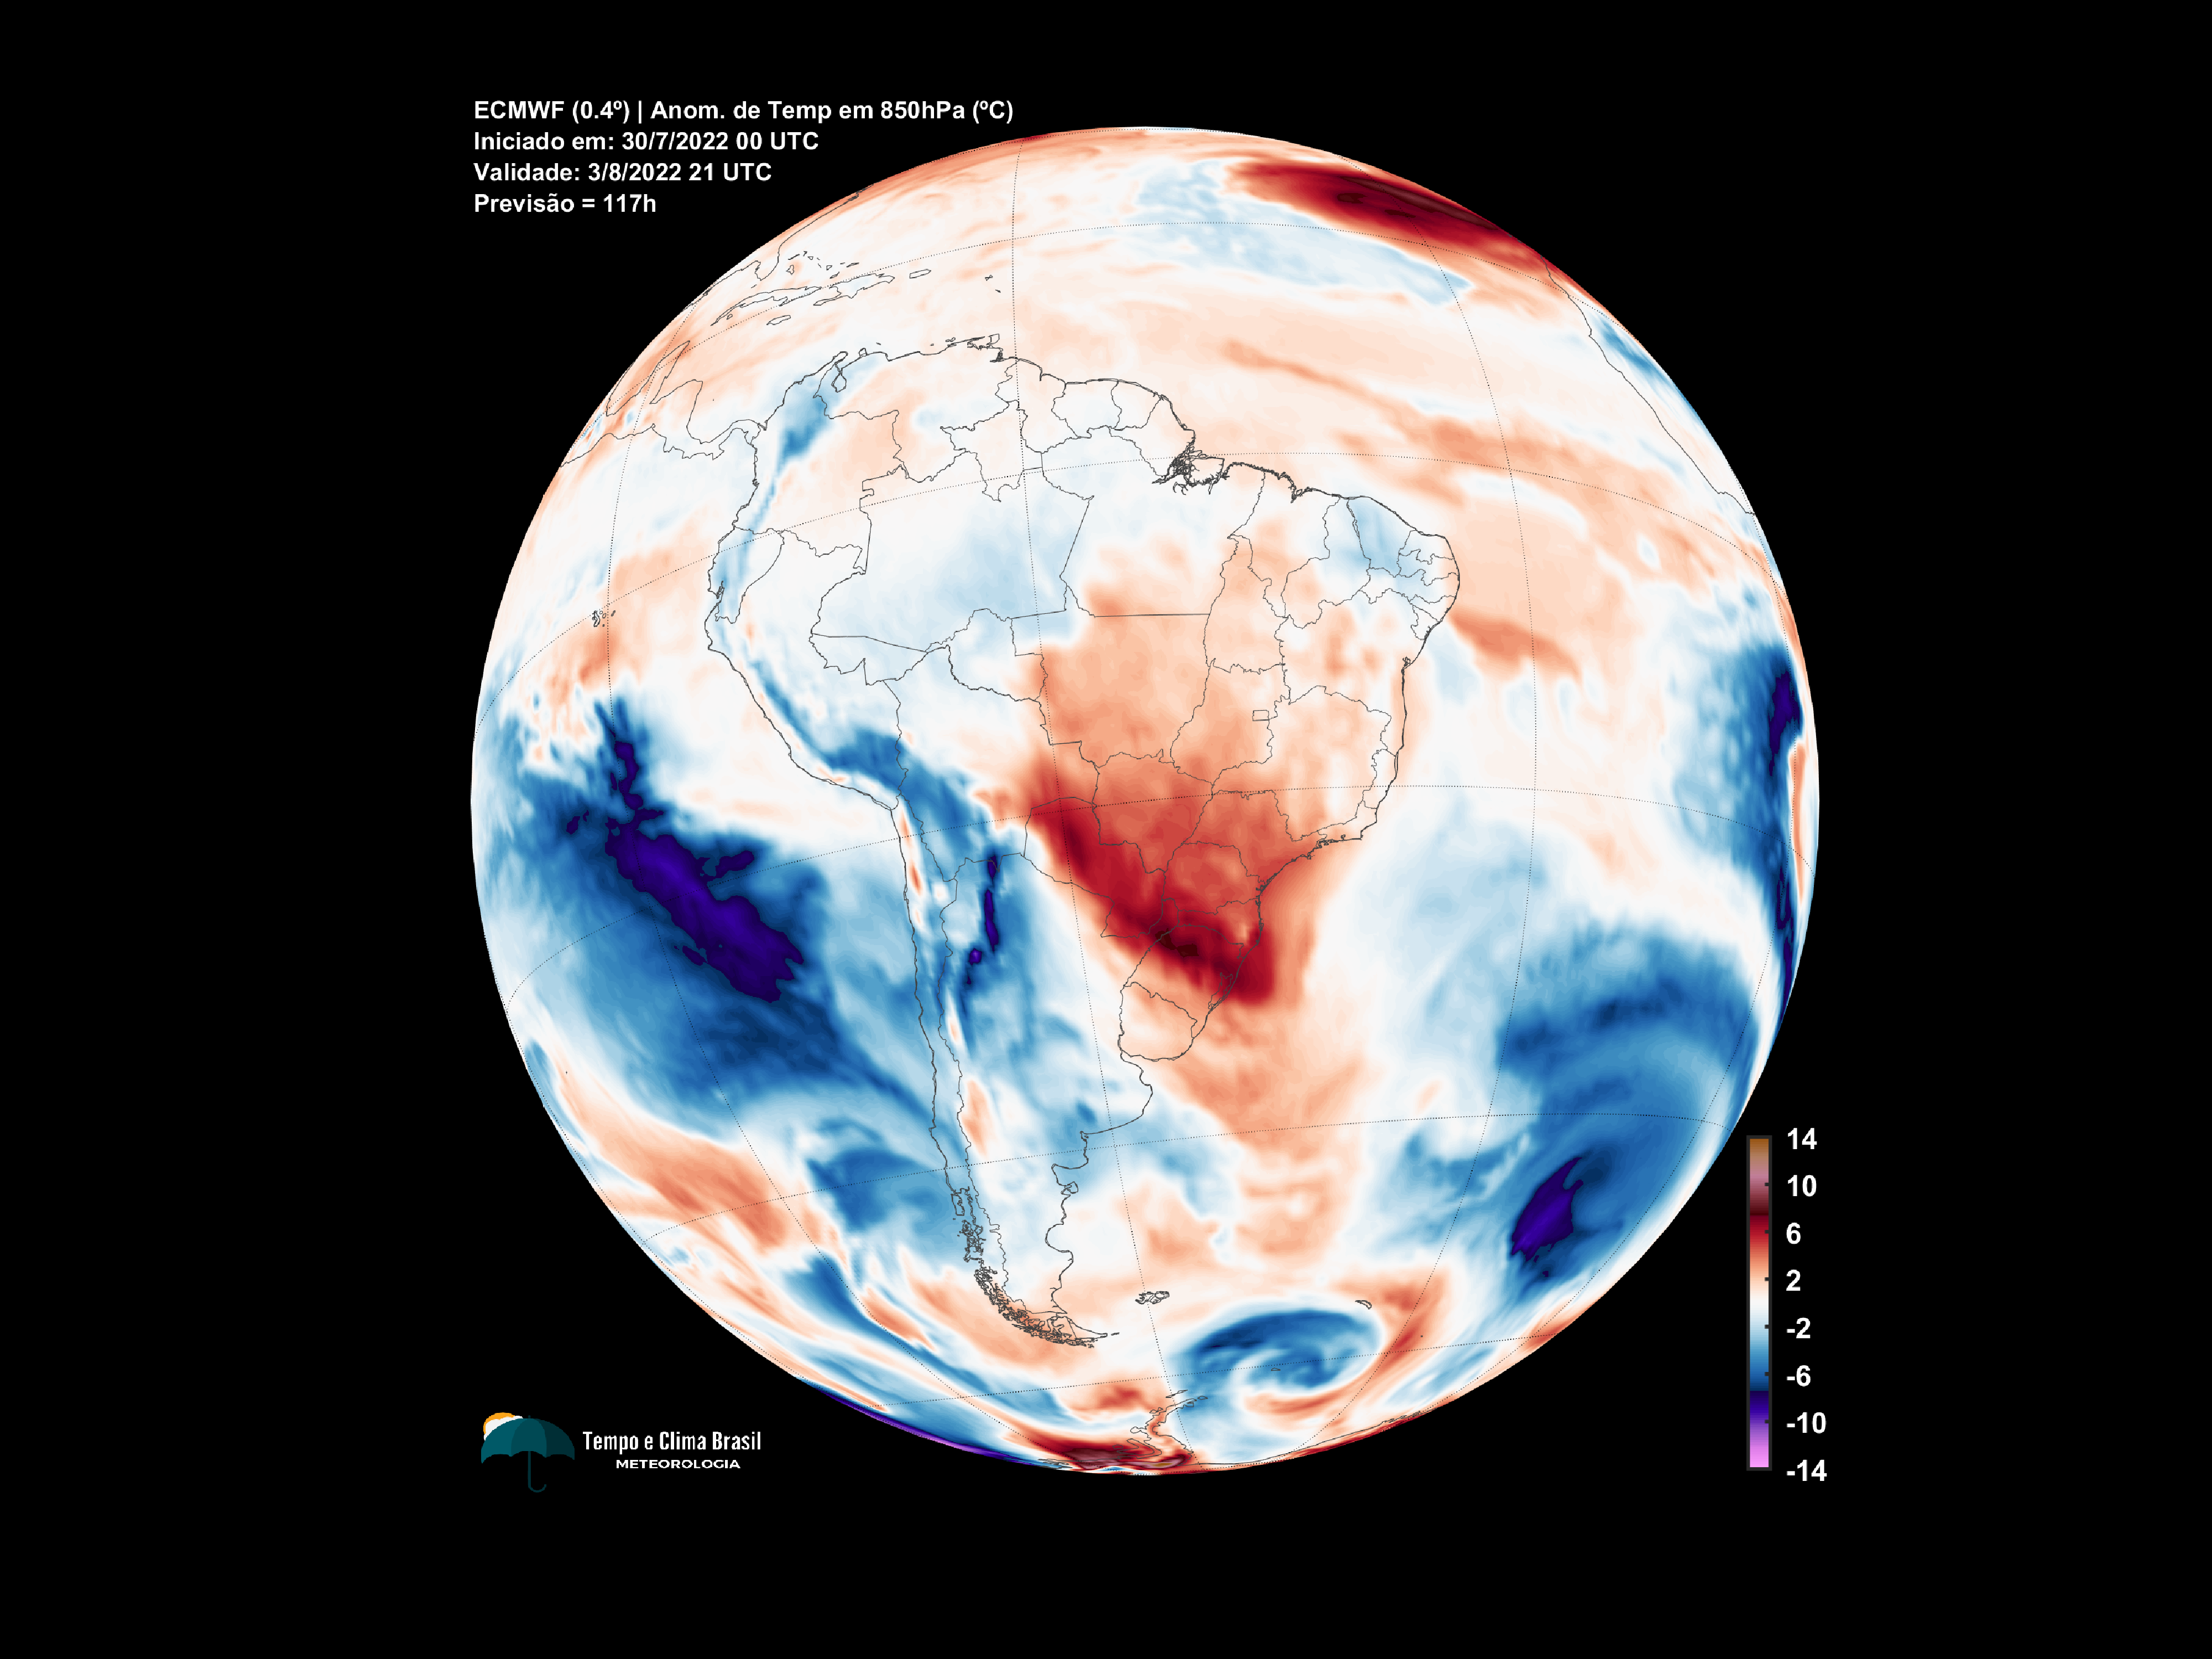 ECMWF (0.4º) | Anom. de Temp em 850hPa (ºC)
Iniciado em: 30/7/2022 00 UTC
Validade: 3/8/2022 21 UTC
Previsão = 117h
14
10
6
2
-2
-6
-10
-14
Tempo e Clima Brasil
METEOROLOGIA